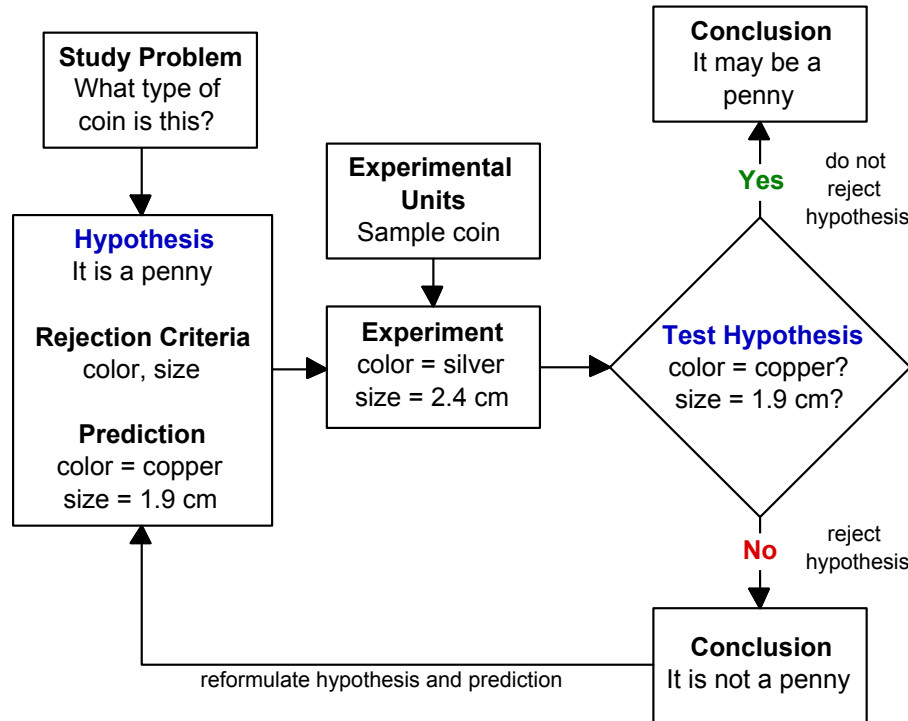 Study Problem
What type of
coin is this?
Hypothesis
It is a penny
Rejection Criteria
color, size
Prediction
color = copper
size = 1.9 cm
Experimental
Units
Sample coin
Experiment
color = silver
size = 2.4 cm
Test Hypothesis
color = copper?
size = 1.9 cm?
Yes
do not
reject
hypothesis
Conclusion
It may be a
penny
No
reject
hypothesis
Conclusion
It is not a penny
reformulate hypothesis and prediction